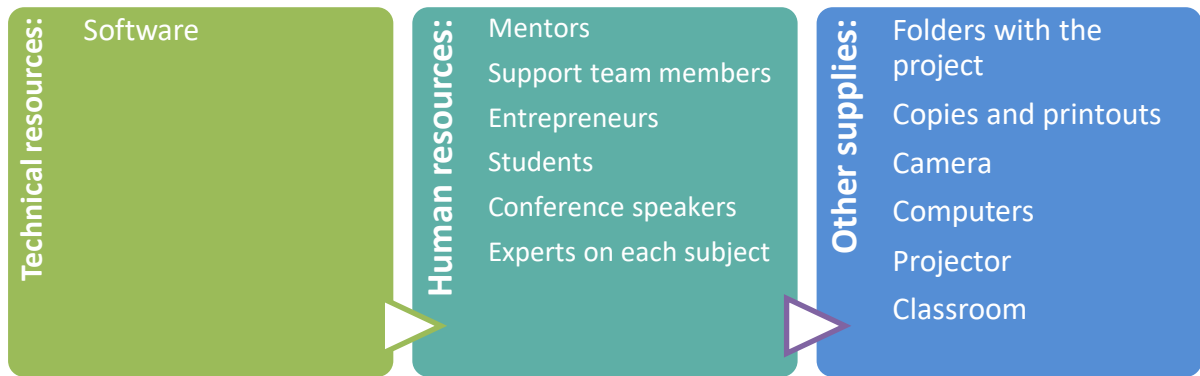 Technical resources:
Software
Human resources:
Mentors
Support team members
Entrepreneurs
Students
Conference speakers
Experts on each subject
Other supplies:
Folders with the
project
Copies and printouts
Camera
Computers
Projector
Classroom